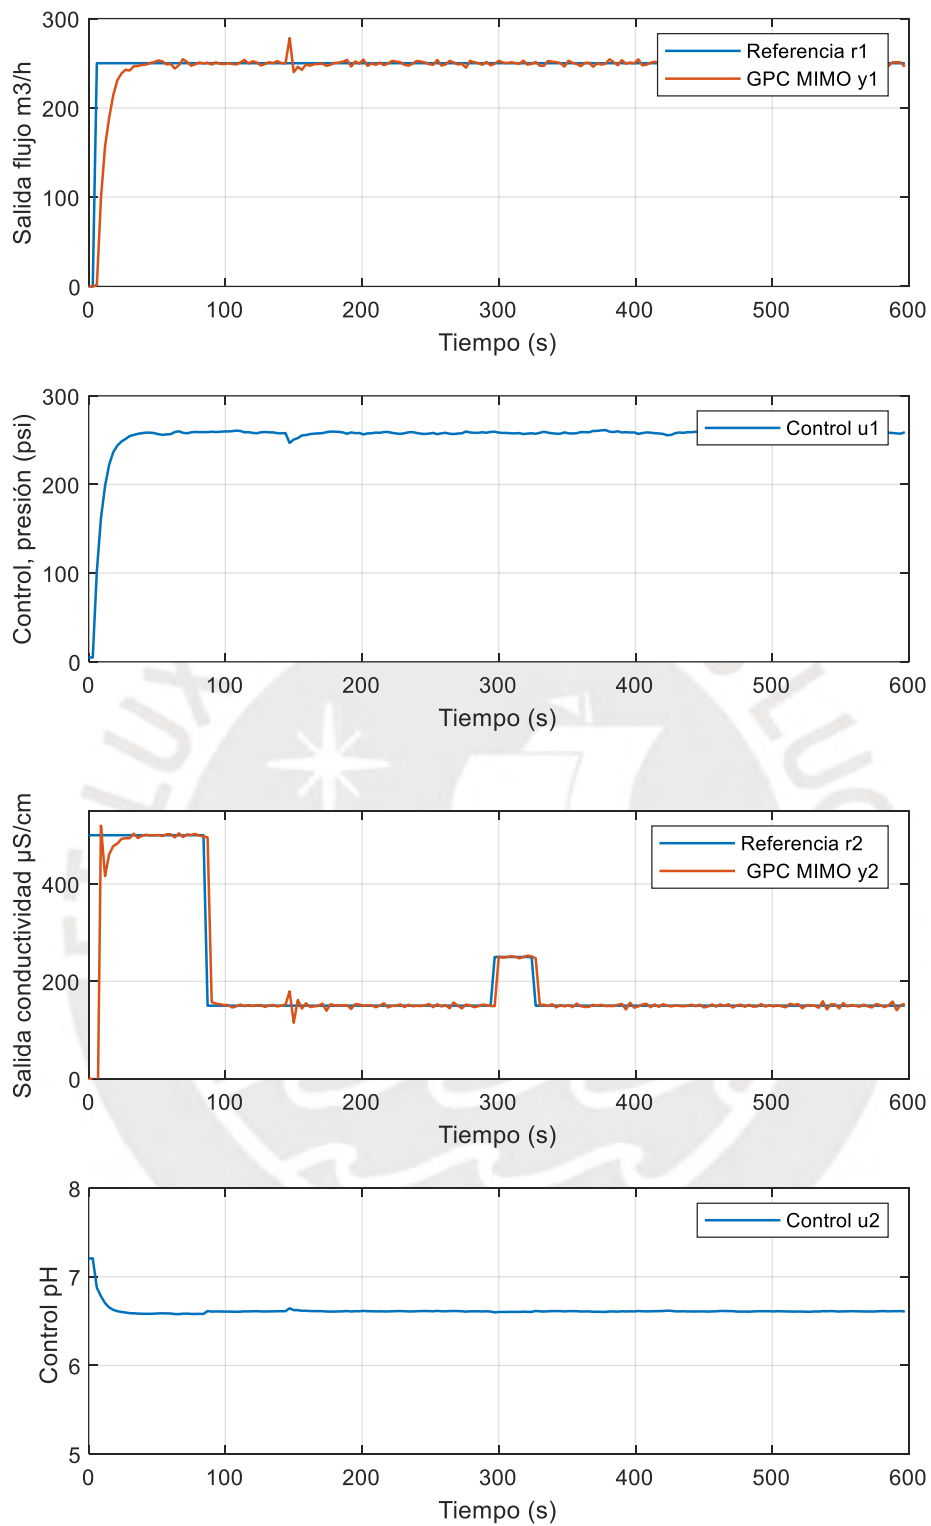 300
200
100
0
Salida flujo m3/h
Referencia r1
GPC MIMO y1
0 100 200 300 400 500 600
Tiempo (s)
300
200
100
0
Control, presión (psi)
Control u1
0 100 200 300 400 500 600
Tiempo (s)
400
200
0
Salida conductividad µS/cm
Referencia r2
GPC MIMO y2
0 100 200 300 400 500 600
Tiempo (s)
8
7
6
5
Control pH
Control u2
0 100 200 300 400 500 600
Tiempo (s)
LUX